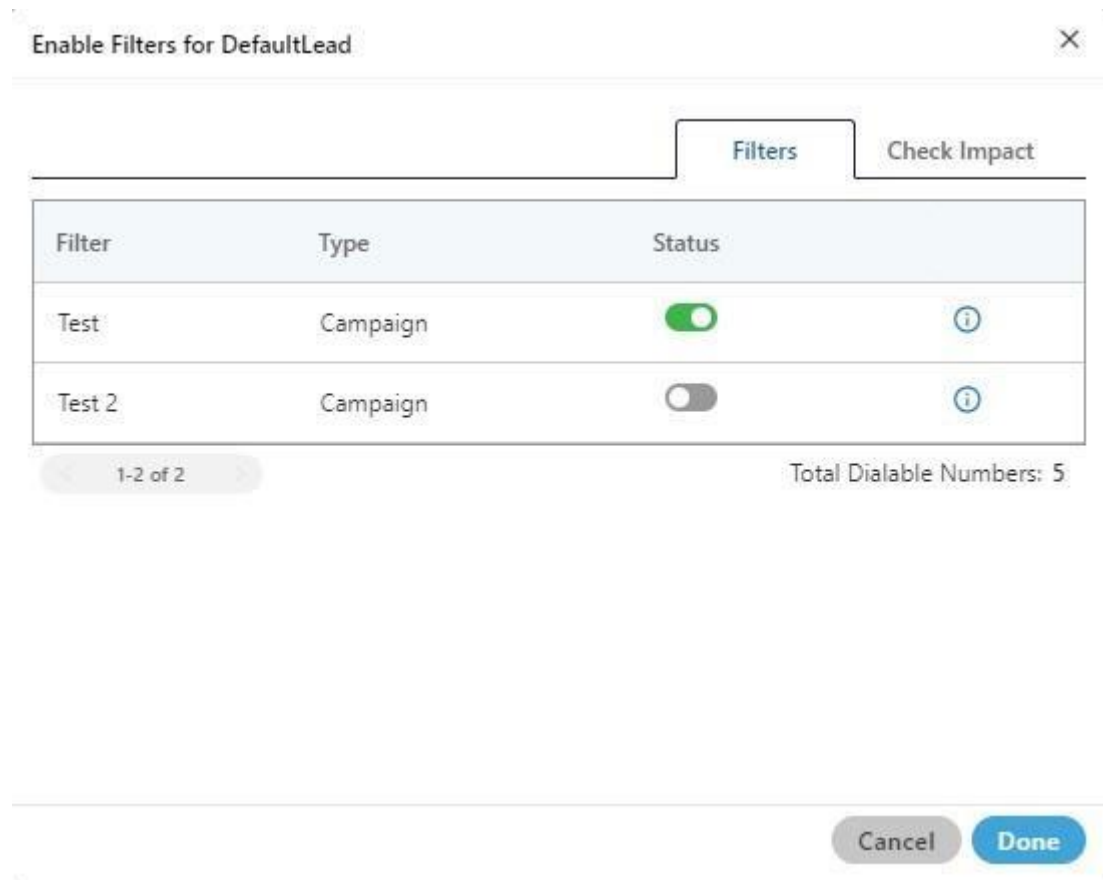 Enable Filters for DefaultLead
Filters Check Impact
Filter Type Status
Test Campaign
Test 2 Campaign
1-2 of 2 Total Dialable Numbers: 5
Cancel Done